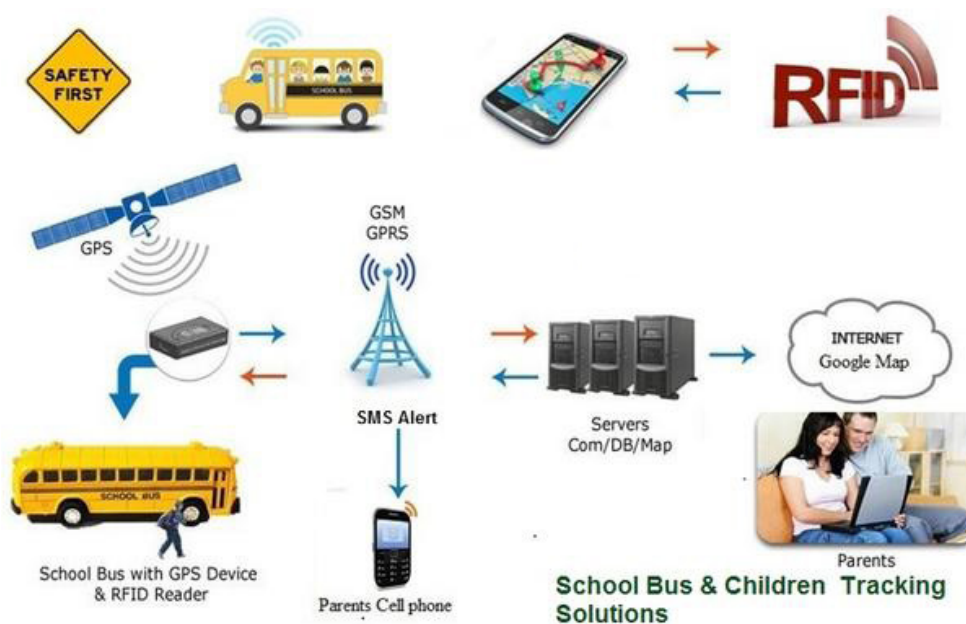 SAFETY
FIRST
SCHOOL BUS
RFID
GPS
GSM
GPRS
INTERNET
Google Map
SMS Alert
Servers
Com/DB/Map
SCHOOL BUS
School Bus with GPS Device
& RFID Reader
Parents Cell phone
Parents
School Bus & Children Tracking
Solutions